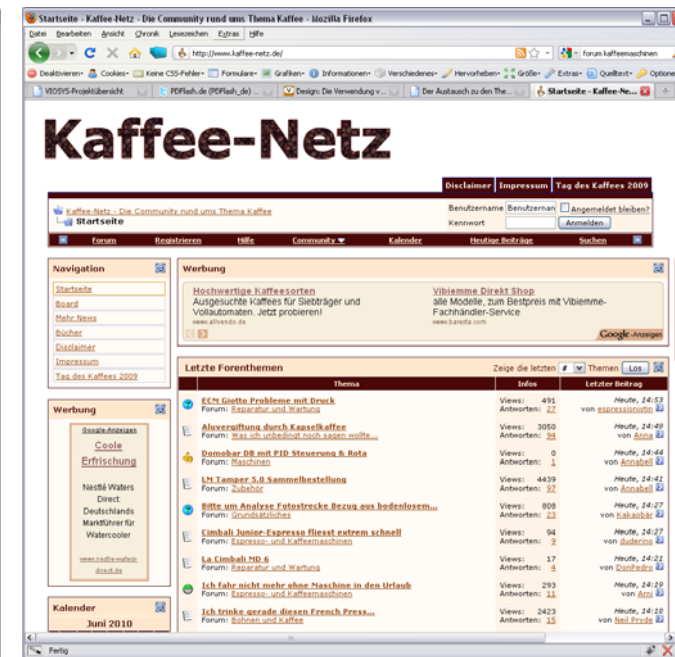 Startseite - Kaffee-Netz - Die Community rund ums Thema Kaffee - Mozilla Firefox
Datei Bearbeiten Ansicht Chronik Lesezeichen Extras Hilfe
http://www.kaffee-netz.de/
forum kaffeemaschinen
Deaktivieren- Cookies- Keine CSS-Fehler- Formulare- Grafiken- Informationen- Verschiedenes- Hervorheben- Größe- Extras- Quelltext- Optione
VIOSYS-Projektübersicht
PDFlash.de (PDFlash_de) ...
Design: Die Verwendung v...
Der Austausch zu den The...
Startseite - Kaffee-Ne...
Kaffee-Netz
Disclaimer Impressum Tag des Kaffees 2009
Kaffee-Netz - Die Community rund ums Thema Kaffee
Startseite
Benutzername Benutzernan Angemeldet bleiben?
Kennwort Anmelden
Forum Registrieren Hilfe Community Kalender Heutige Beiträge Suchen
Navigation
Startseite
Board
Mehr News
Bücher
Disclaimer
Impressum
Tag des Kaffees 2009
Werbung
Google-Anzeigen
Coole
Erfrischung
Nestlé Waters
Direct
Deutschlands
Marktführer für
Watercooler
www.nestle-waters-
direct.de
Kalender
Juni 2010
Werbung
Hochwertige Kaffeesorten
Ausgesuchte Kaffees für Siebträger und
Vollautomaten. Jetzt probieren!
Vibiemme Direkt Shop
alle Modelle, zum Bestpreis mit Vibiemme-
Fachhändler-Service
Google-Anzeigen
Letzte Forenthemen Zeige die letzten # Themen Los
Thema Infos Letzter Beitrag
ECM Giotto Probleme mit Druck Views: 491 Heute, 14:53
Forum: Reparatur und Wartung Antworten: 27 von espressionistin
Aluvergiftung durch Kapselkaffee Views: 3050 Heute, 14:49
Forum: Was ich unbedingt noch sagen wollte... Antworten: 94 von Anna
Domobar DB mit PID Steuerung & Rota Views: 0 Heute, 14:44
Forum: Maschinen Antworten: 1 von Annabell
LM Tamper 5.0 Sammelbestellung Views: 4439 Heute, 14:41
Forum: Zubehör Antworten: 97 von Annabell
Bitte um Analyse Fotostrecke Bezug aus bodenlosem... Views: 808 Heute, 14:27
Forum: Grundsätzliches Antworten: 23 von Kakaobär
Cimbali Junior-Espresso fliesst extrem schnell Views: 94 Heute, 14:27
Forum: Espresso- und Kaffeemaschinen Antworten: 9 von duderino
La Cimbali MD 6 Views: 17 Heute, 14:21
Forum: Reparatur und Wartung Antworten: 4 von DonPedro
Ich fahr nicht mehr ohne Maschine in den Urlaub Views: 293 Heute, 14:19
Forum: Espresso- und Kaffeemaschinen Antworten: 11 von Arni
Ich trinke gerade diesen French Press... Views: 2423 Heute, 14:18
Forum: Bohnen und Kaffee Antworten: 15 von Neil Pryde
Fertig